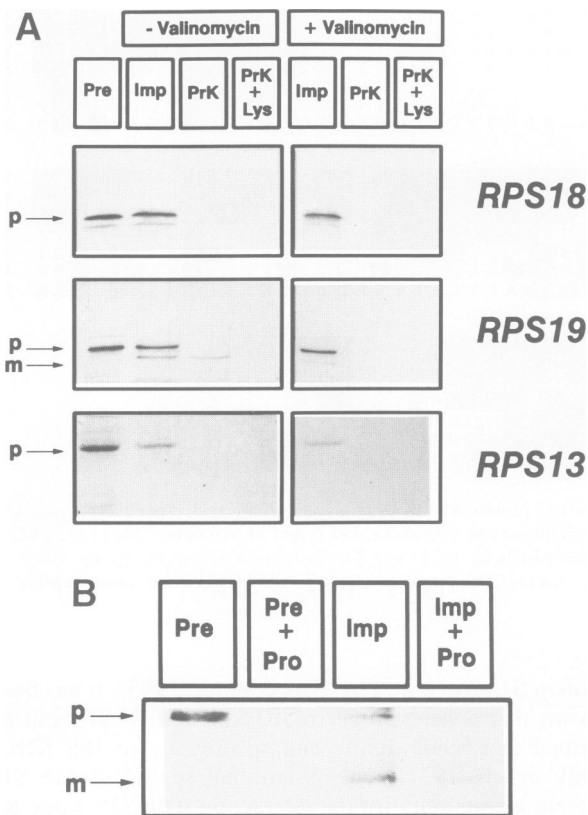 A
- Valinomycin
+ Valinomycin
Pre
Imp
PrK
PrK
+
Lys
Imp
PrK
PrK
+
Lys
p
RPS18
p
m
RPS19
p
RPS13
B
Pre
Pre
+
Pro
Imp
Imp
+
Pro
p
m